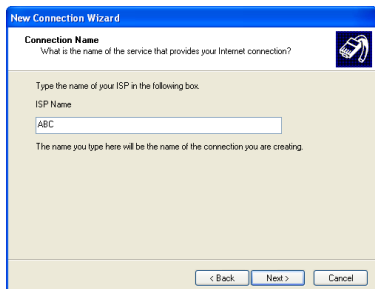 New Connection Wizard
Connection Name
What is the name of the service that provides your Internet connection?
Type the name of your ISP in the following box.
ISP Name
ABC
The name you type here will be the name of the connection you are creating.
< Back Next > Cancel